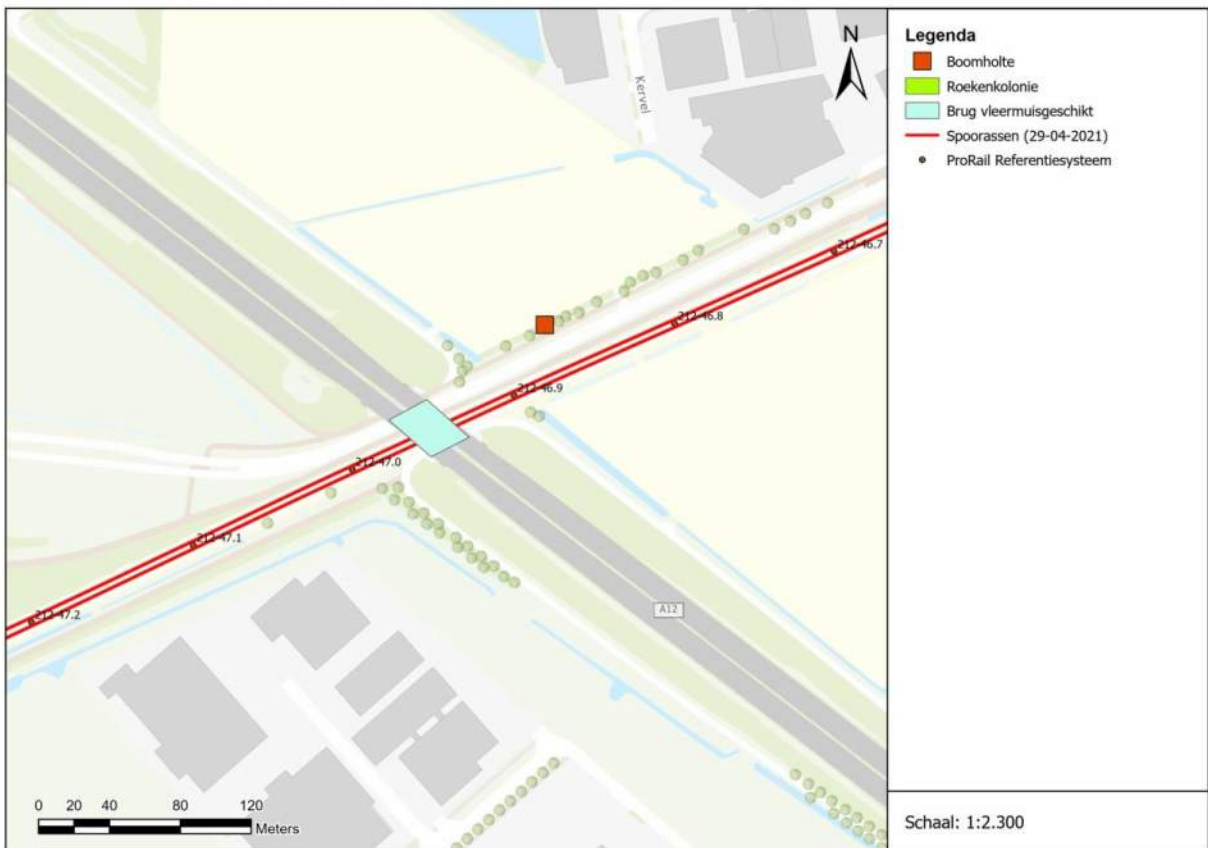 Legenda
Boomholte
Roekenkolonie
Brug vleermuisgeschikt
Spoorassen (29-04-2021)
ProRail Referentiesysteem
N
Kervel
212-46.7
212-46.8
212-46.9
212-47.0
212-47.1
212-47.2
A12
0 20 40 80 120
Meters
Schaal: 1:2.300